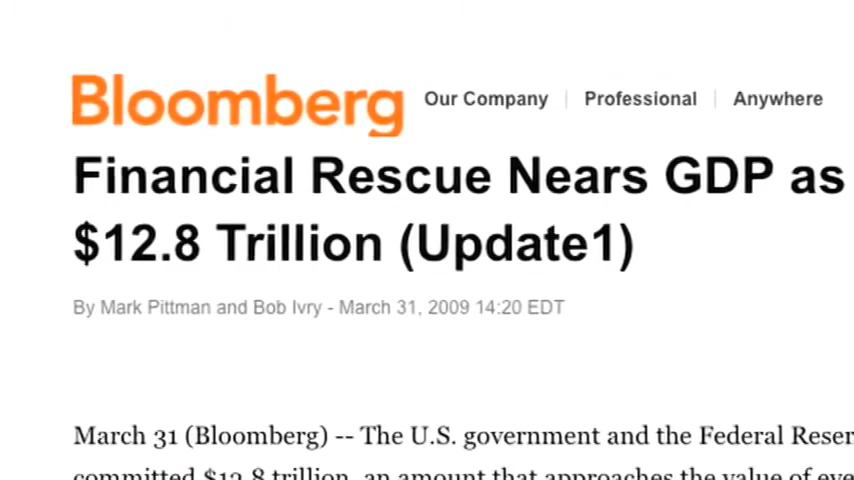 Bloomberg Our Company Professional Anywhere
Financial Rescue Nears GDP as
$12.8 Trillion (Update1)
By Mark Pittman and Bob Ivry - March 31, 2009 14:20 EDT
March 31 (Bloomberg) -- The U.S. government and the Federal Reser
committed $12.8 trillion, an amount that approaches the value of eve